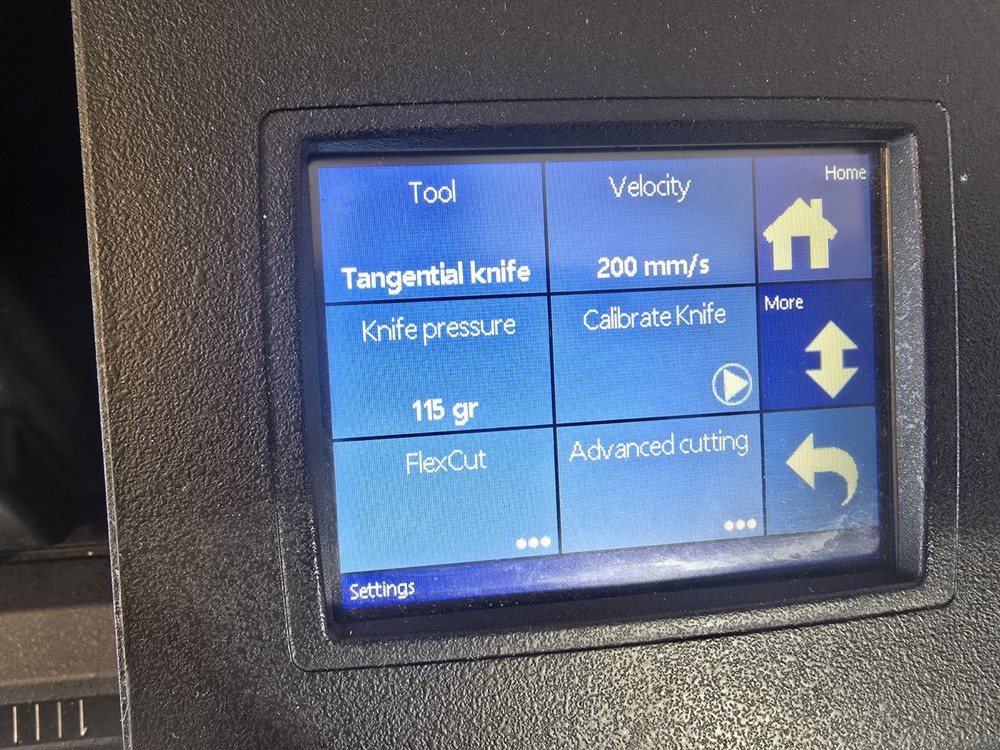 Tool
Tangential knife
Velocity
200 mm/s
Home
Knife pressure
115 gr
Calibrate Knife
More
FlexCut
Advanced cutting
Settings